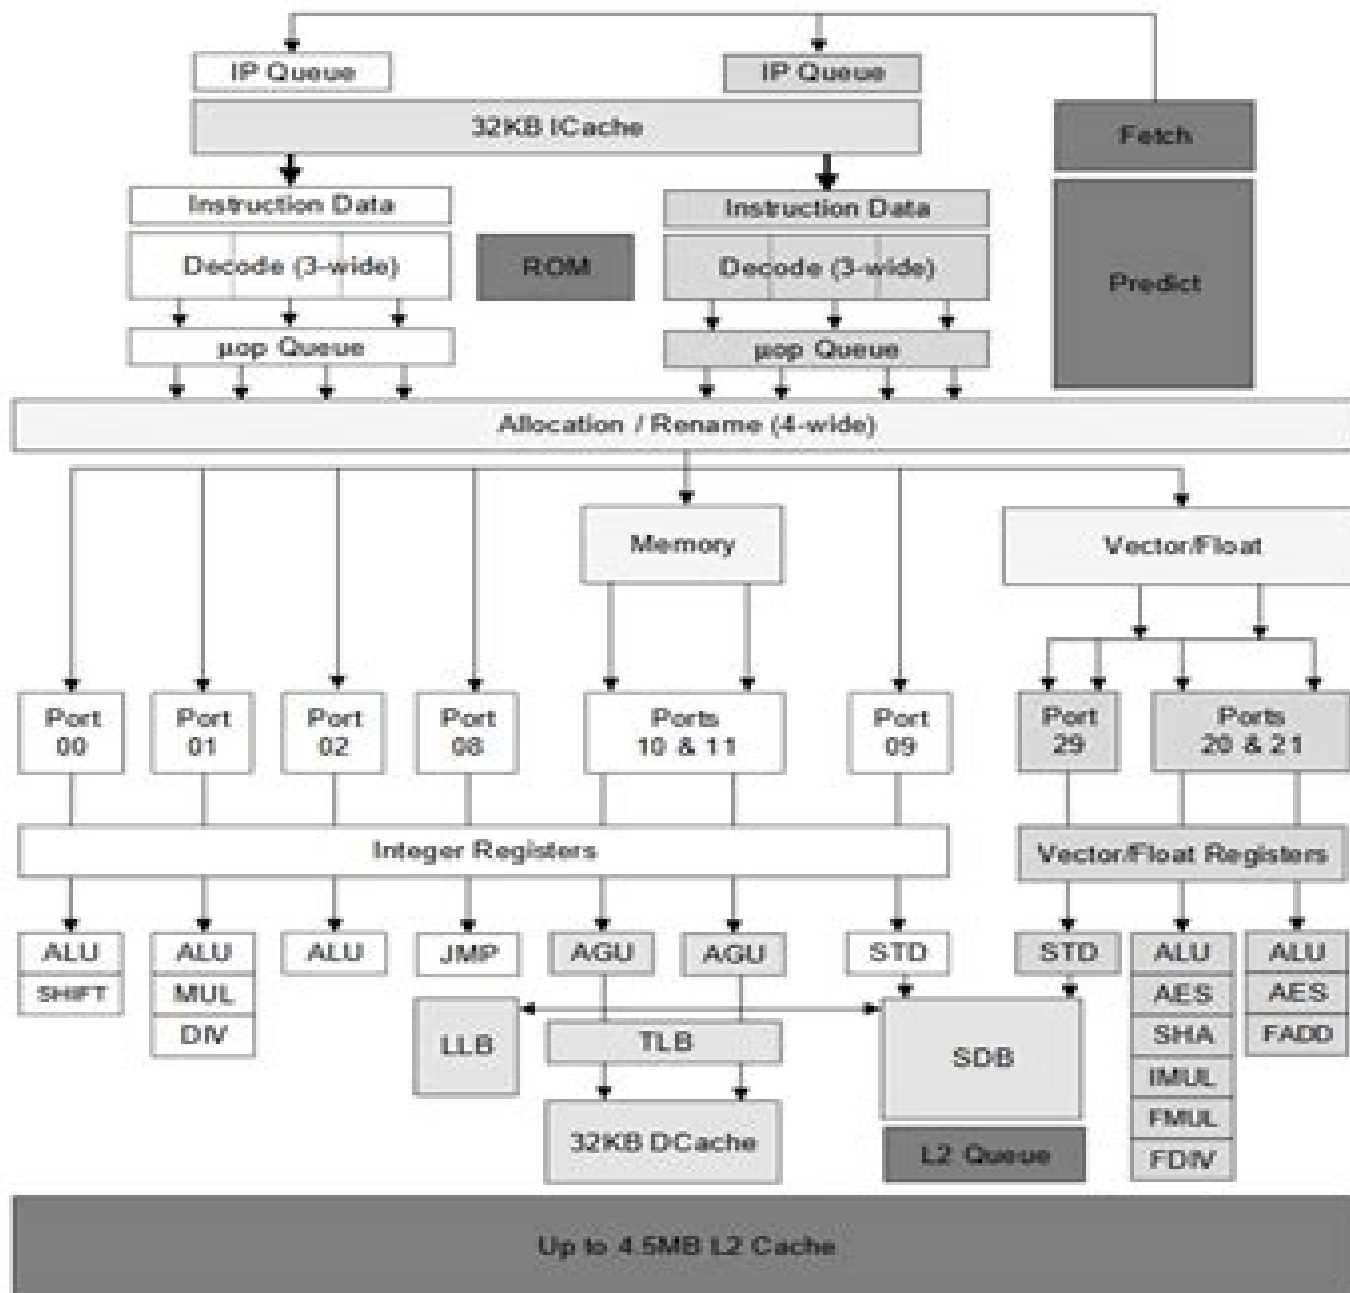 IP Queue
IP Queue
32KB ICache
Fetch
Instruction Data
Instruction Data
Decode (3-wide)
ROM
Decode (3-wide)
Predict
µop Queue
µop Queue
Allocation / Rename (4-wide)
Memory
Vector/Float
Port
00
Port
01
Port
02
Port
08
Ports
10 & 11
Port
09
Port
29
Ports
20 & 21
Integer Registers
Vector/Float Registers
ALU
SHIFT
ALU
MUL
DIV
ALU
JMP
AGU
AGU
STD
STD
ALU
AES
SHA
IMUL
FMUL
FDIV
ALU
AES
FADD
LLB
TLB
SDB
32KB DCache
L2 Queue
Up to 4.5MB L2 Cache